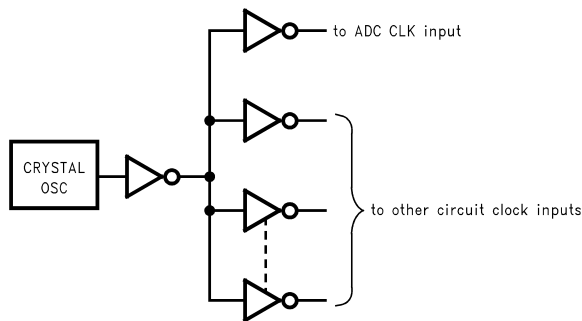 to ADC CLK input
CRYSTAL
OSC
to other circuit clock inputs